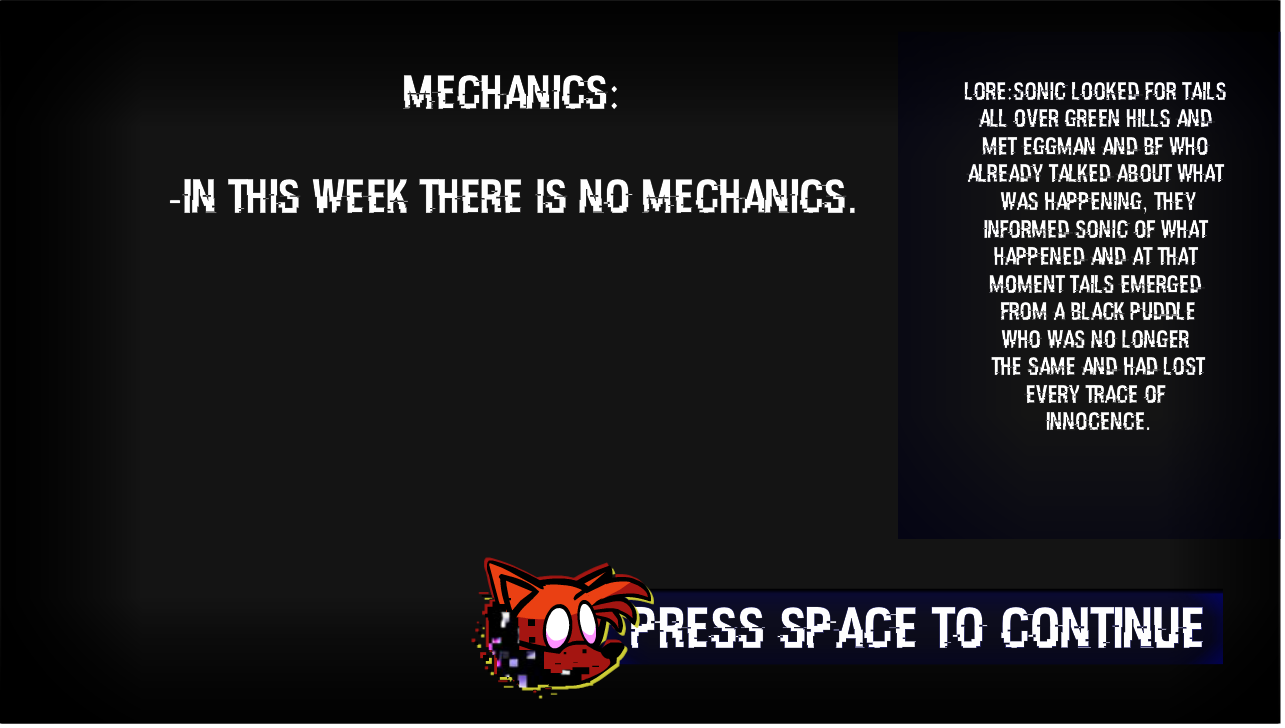 MECHANICS:
-IN THIS WEEK THERE IS NO MECHANICS.
LORE:SONIC LOOKED FOR TAILS
ALL OVER GREEN HILLS AND
MET EGGMAN AND BF WHO
ALREADY TALKED ABOUT WHAT
WAS HAPPENING, THEY
INFORMED SONIC OF WHAT
HAPPENED AND AT THAT
MOMENT TAILS EMERGED
FROM A BLACK PUDDLE
WHO WAS NO LONGER
THE SAME AND HAD LOST
EVERY TRACE OF
INNOCENCE.
PRESS SPACE TO CONTINUE